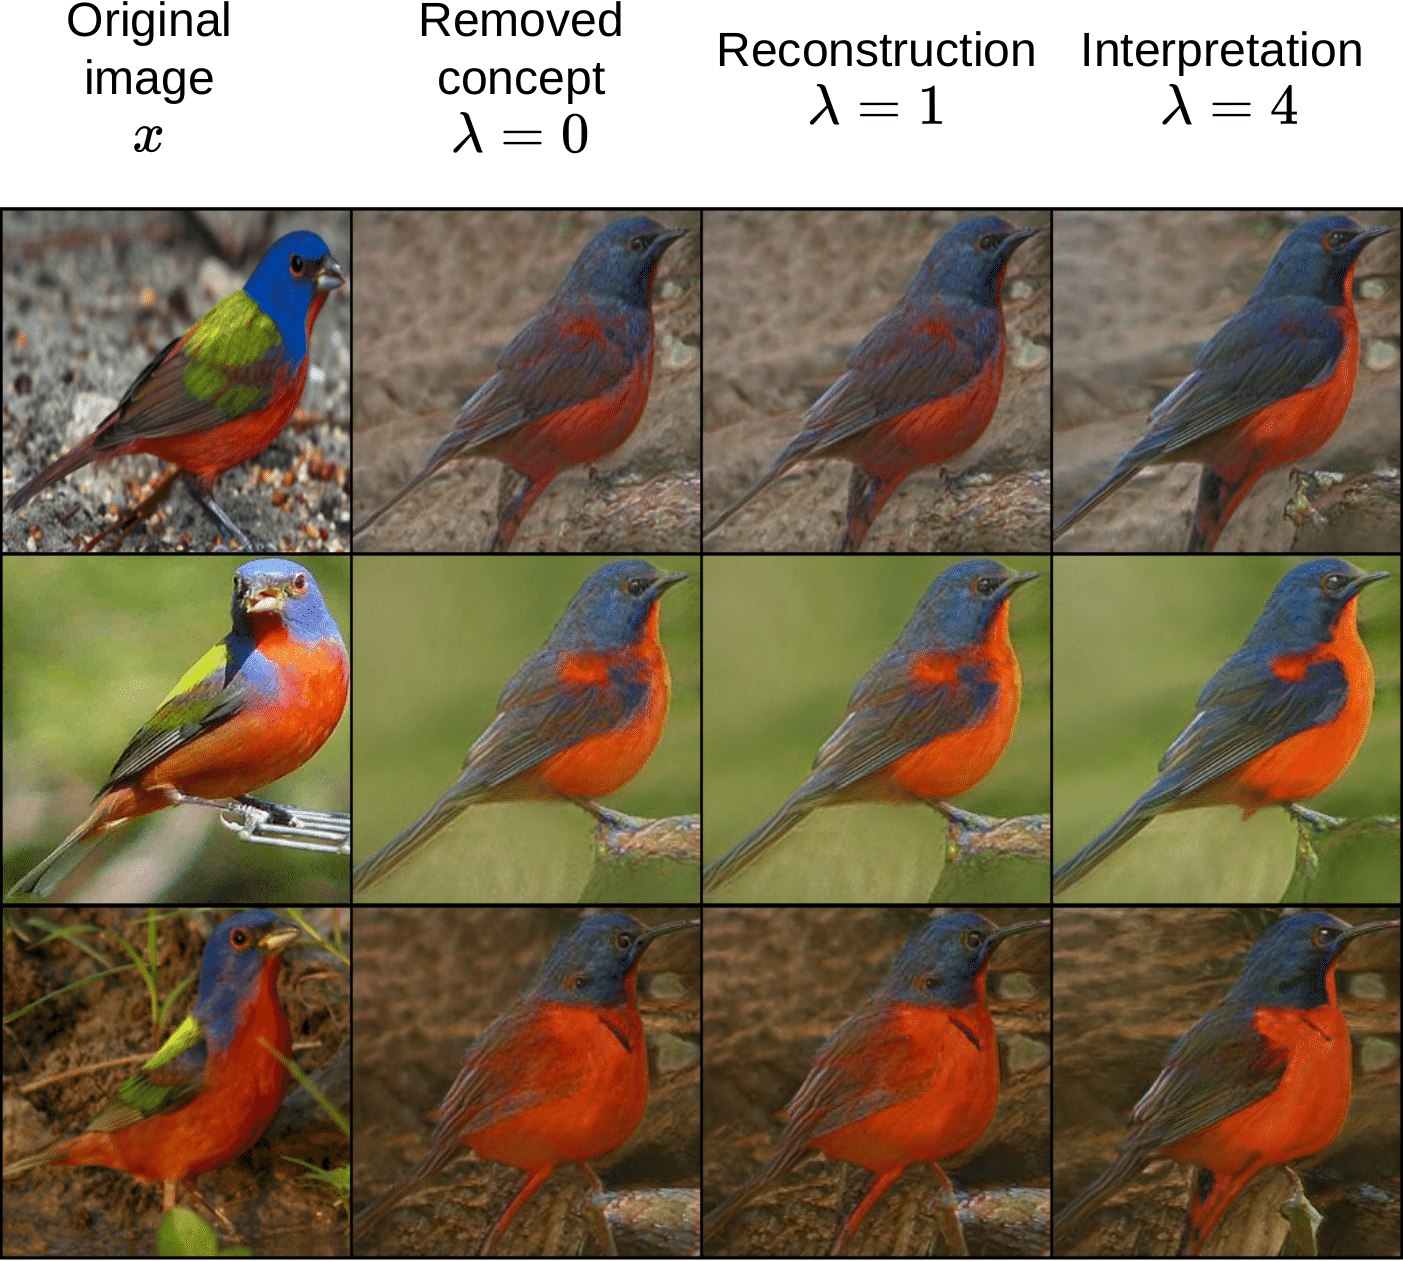 Original
image
x
Removed
concept
λ = 0
Reconstruction
λ = 1
Interpretation
λ = 4